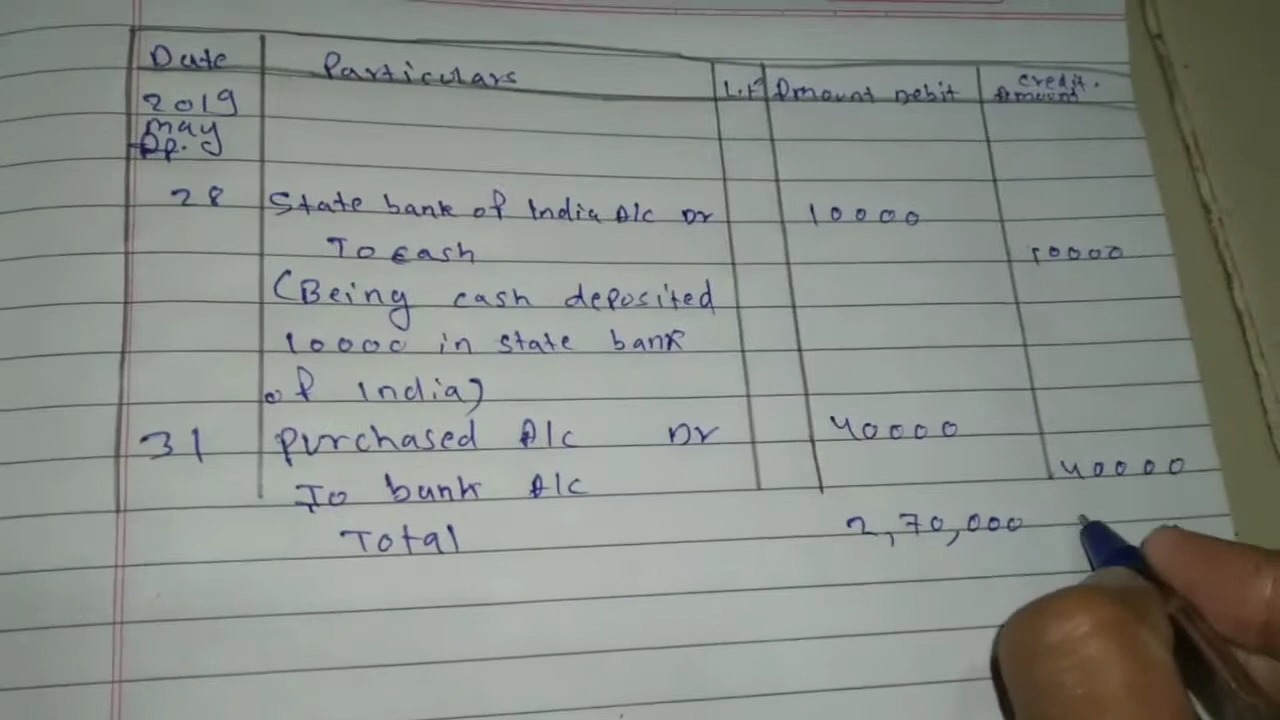 Date Particulars L.F Amount Debit credit. Amount
2019
may
28 State bank of India A/c Dr 10000
To cash 10000
(Being cash deposited
10000 in state bank
of India)
31 purchased A/c Dr 40000
To bank A/c 40000
Total 2,70,000